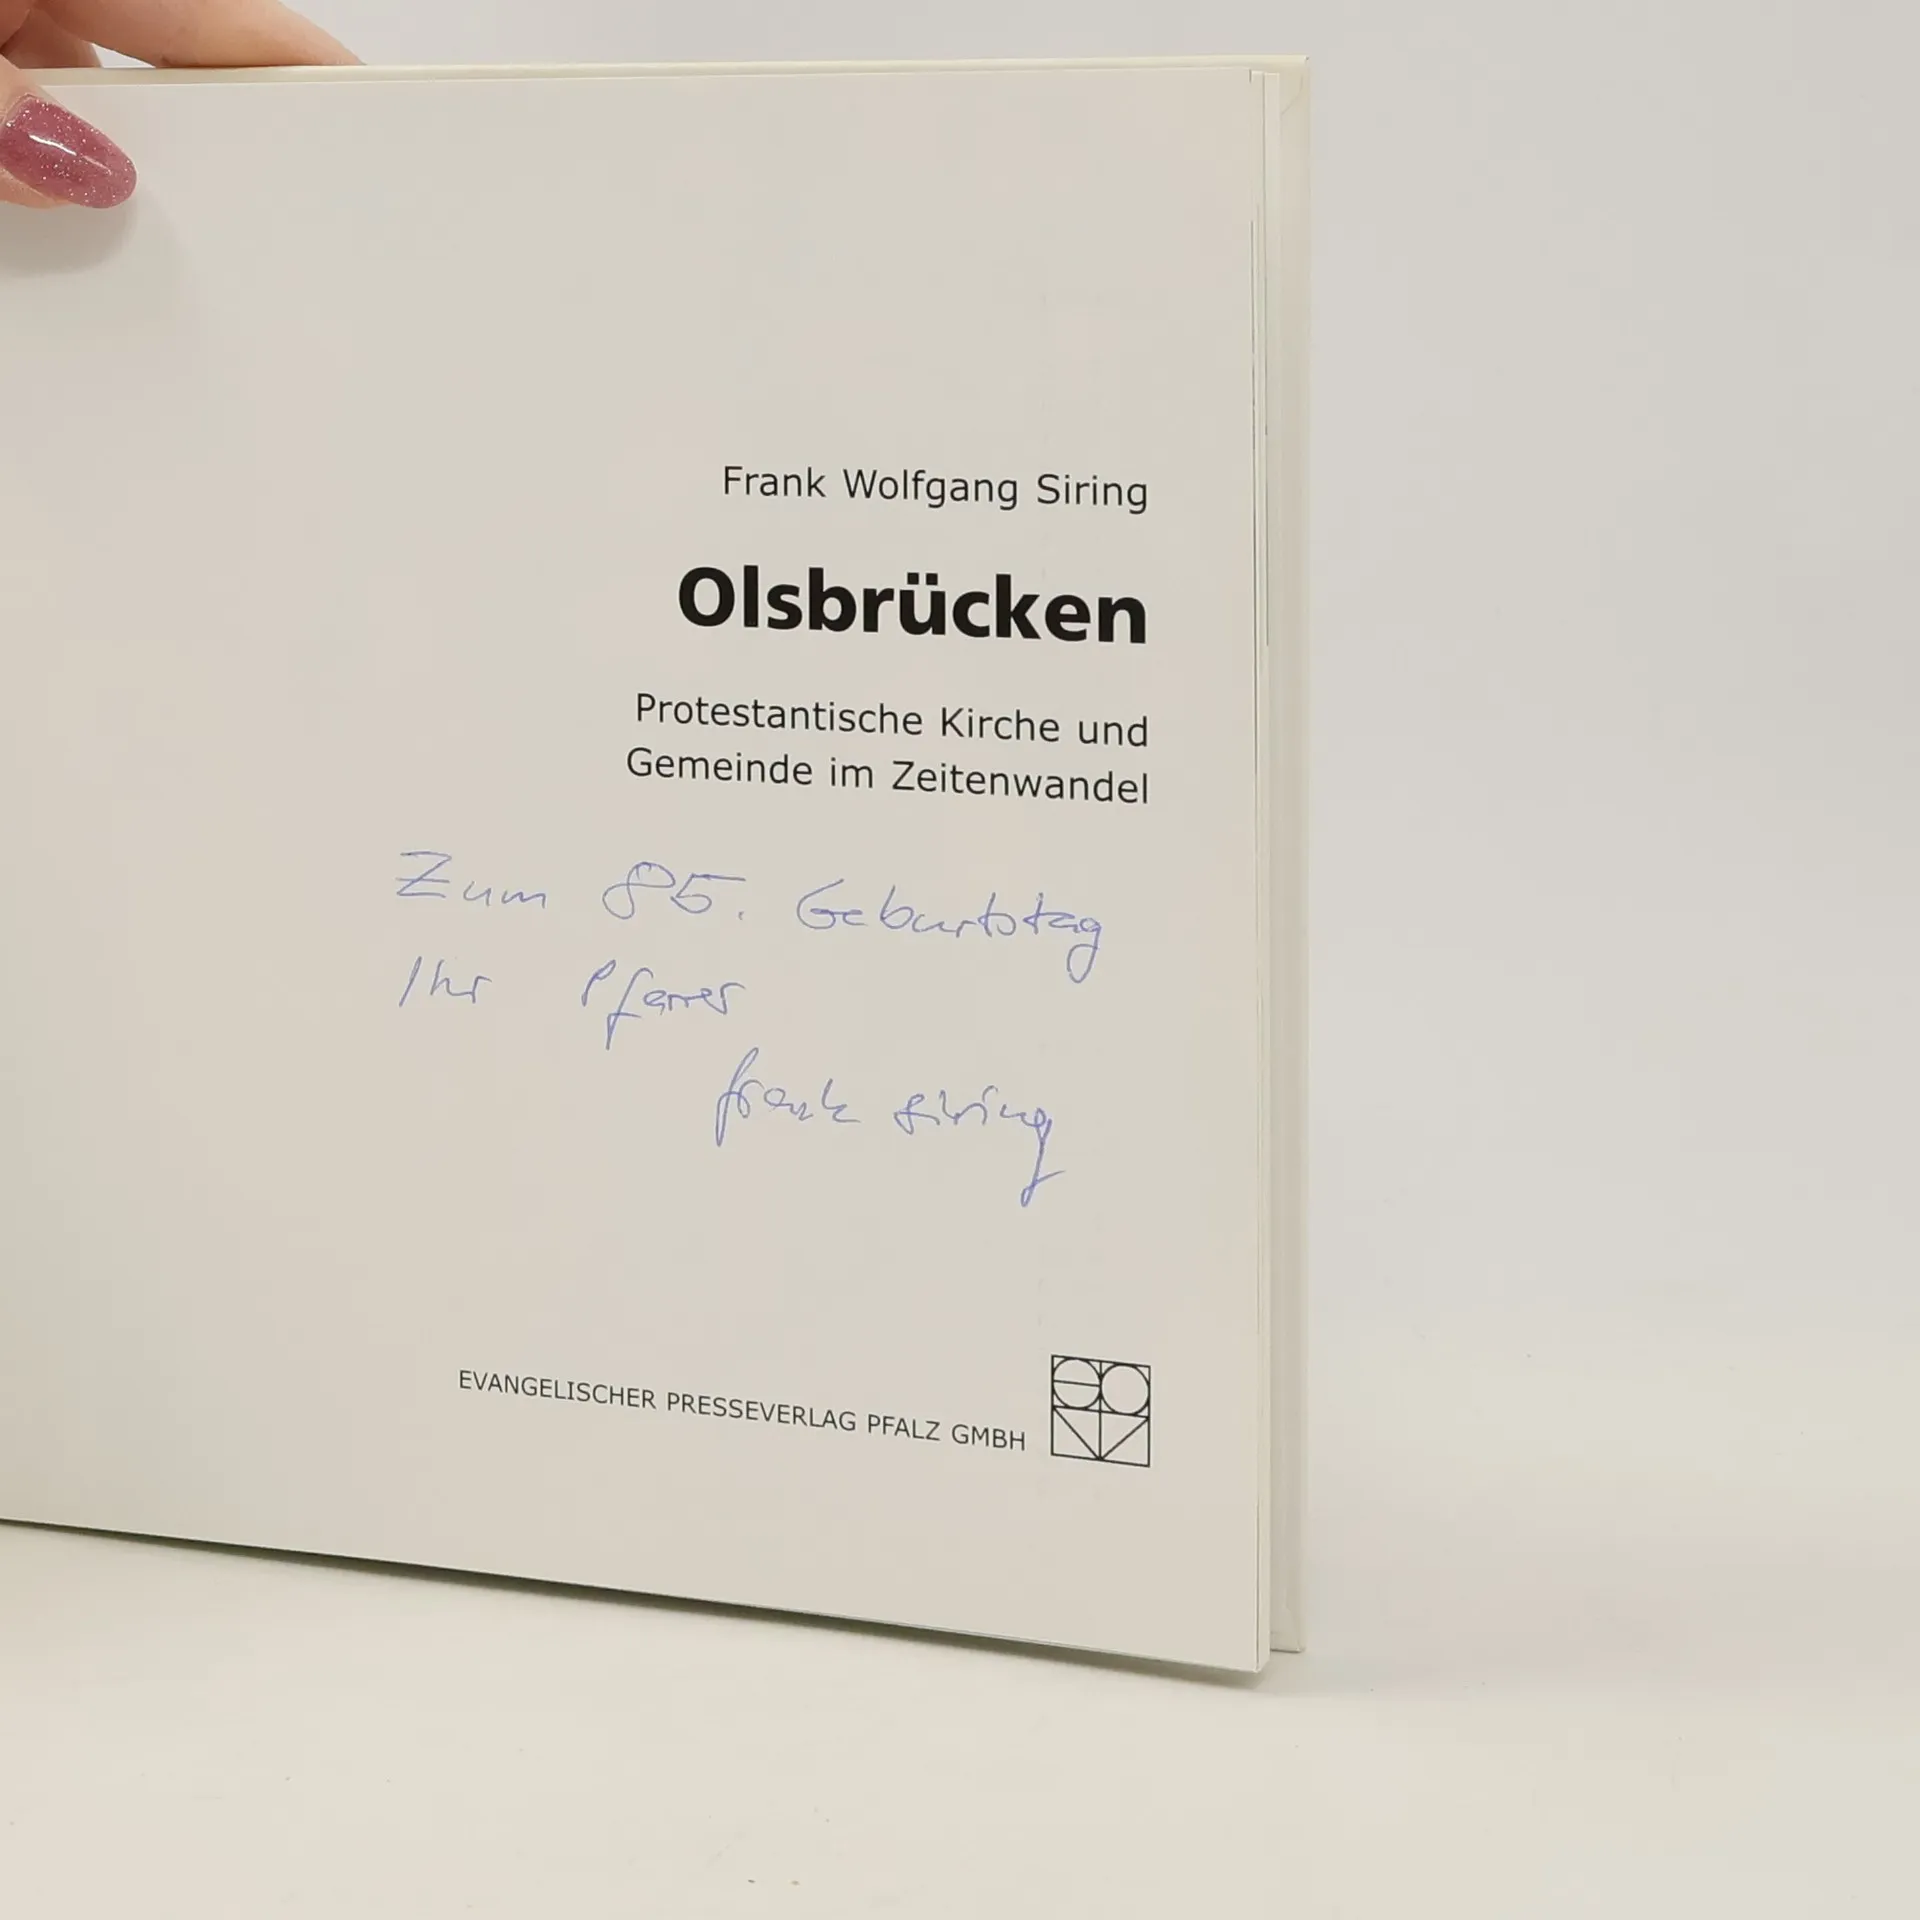 Frank Wolfgang Siring
Olsbrücken
Protestantische Kirche und
Gemeinde im Zeitenwandel
Zum 85. Geburtstag
Ihr Pfarrer
Frank Siring
EVANGELISCHER PRESSEVERLAG PFALZ GMBH